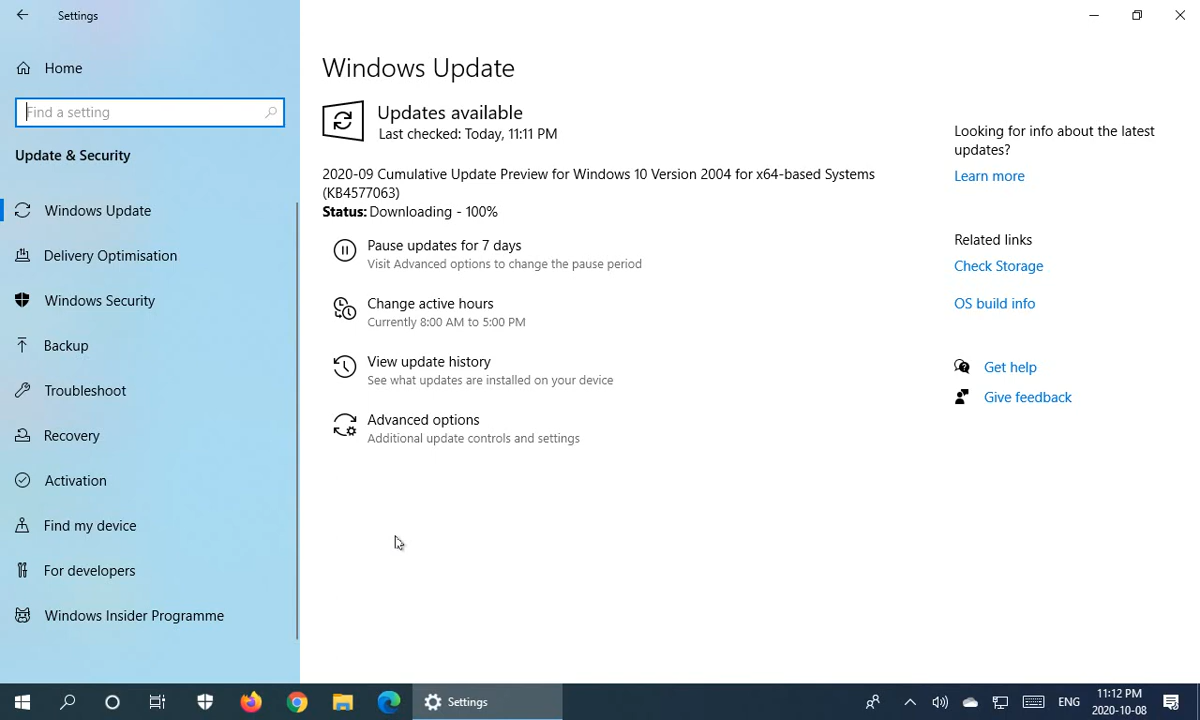 Settings
Home
Find a setting
Update & Security
Windows Update
Delivery Optimisation
Windows Security
Backup
Troubleshoot
Recovery
Activation
Find my device
For developers
Windows Insider Programme
Windows Update
Updates available
Last checked: Today, 11:11 PM
2020-09 Cumulative Update Preview for Windows 10 Version 2004 for x64-based Systems
(KB4577063)
Status: Downloading - 100%
Pause updates for 7 days
Visit Advanced options to change the pause period
Change active hours
Currently 8:00 AM to 5:00 PM
View update history
See what updates are installed on your device
Advanced options
Additional update controls and settings
Looking for info about the latest
updates?
Learn more
Related links
Check Storage
OS build info
Get help
Give feedback
Settings
ENG
11:12 PM
2020-10-08